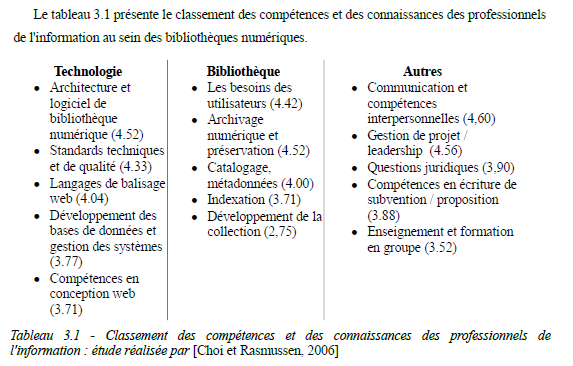 Le tableau 3.1 présente le classement des compétences et des connaissances des professionnels
de l'information au sein des bibliothèques numériques.
Technologie
• Architecture et
logiciel de
bibliothèque
numérique (4.52)
• Standards techniques
et de qualité (4.33)
• Langages de balisage
web (4.04)
• Développement des
bases de données et
gestion des systèmes
(3.77)
• Compétences en
conception web
(3.71)
Bibliothèque
• Les besoins des
utilisateurs (4.42)
• Archivage
numérique et
préservation (4.52)
• Catalogage,
métadonnées (4.00)
• Indexation (3.71)
• Développement de la
collection (2,75)
Autres
• Communication et
compétences
interpersonnelles (4,60)
• Gestion de projet /
leadership (4.56)
• Questions juridiques (3,90)
• Compétences en écriture de
subvention / proposition
(3.88)
• Enseignement et formation
en groupe (3.52)
Tableau 3.1 - Classement des compétences et des connaissances des professionnels de
l'information : étude réalisée par [Choi et Rasmussen, 2006]